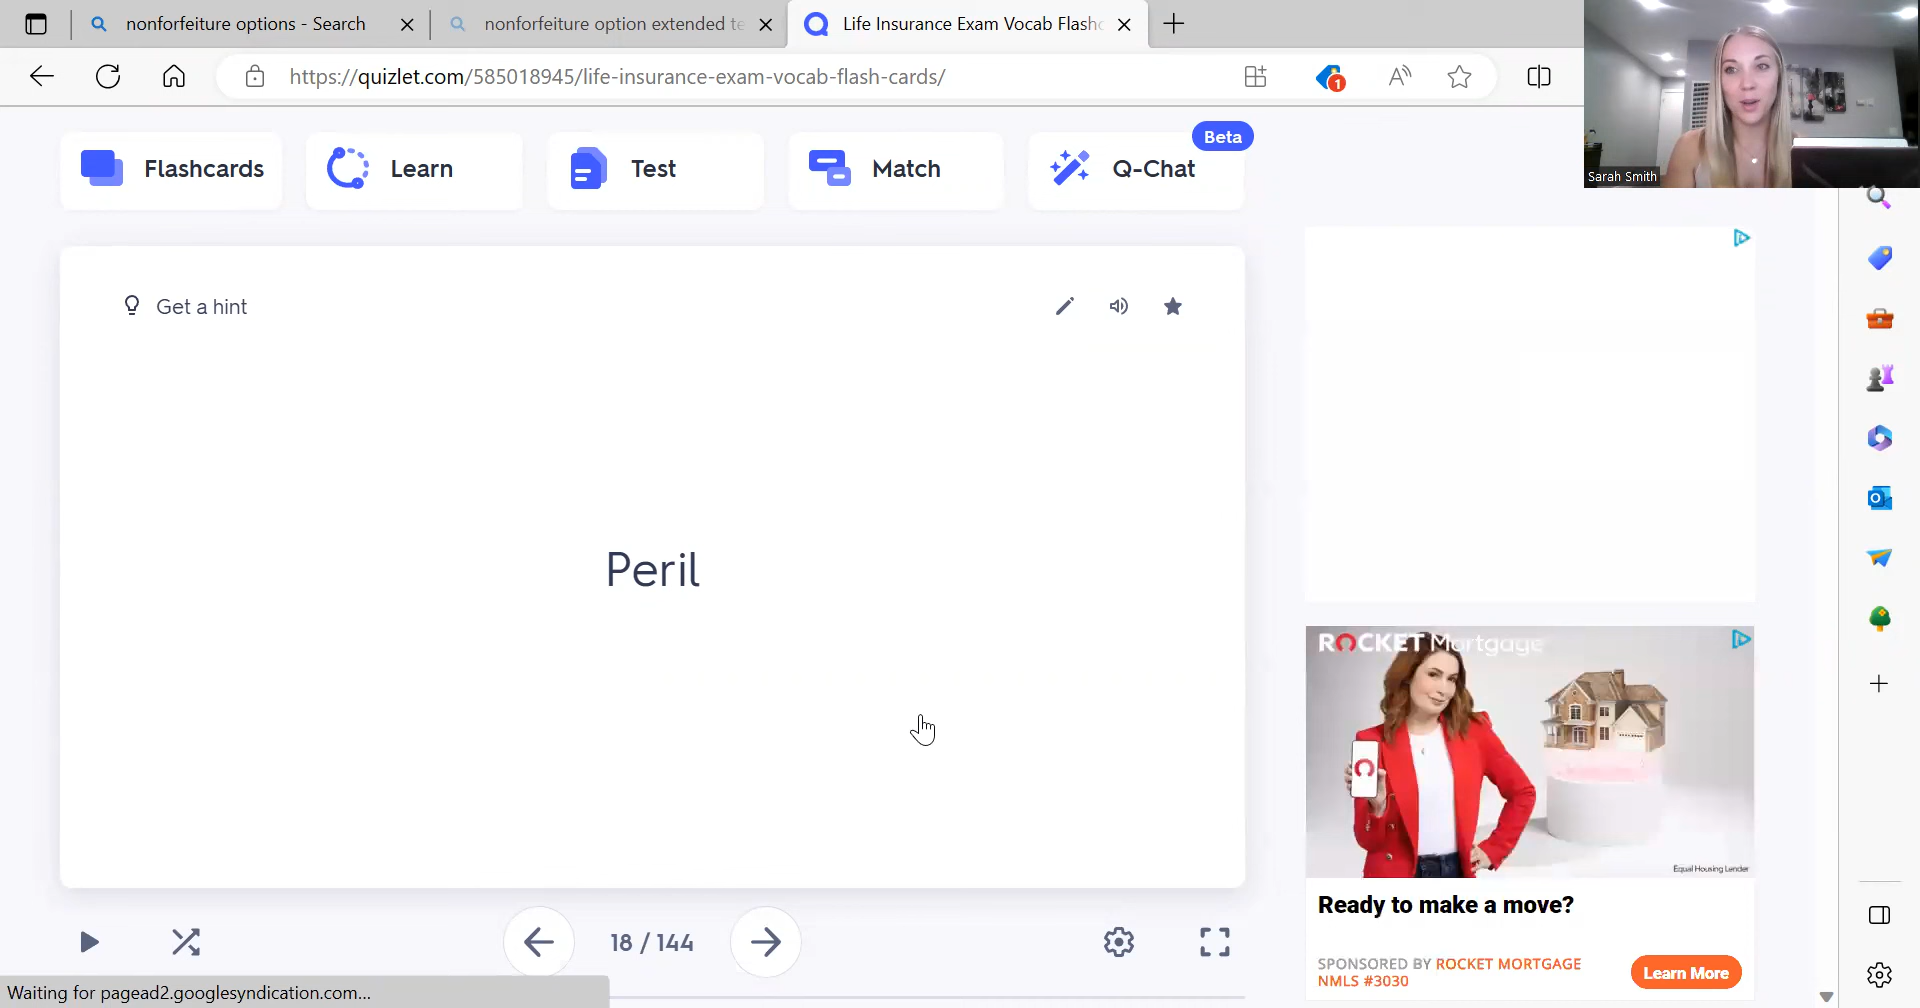 nonforfeiture options - Search
nonforfeiture option extended te
Life Insurance Exam Vocab Flashc
https://quizlet.com/585018945/life-insurance-exam-vocab-flash-cards/
1
Sarah Smith
Flashcards
Learn
Test
Match
Q-Chat
Beta
Get a hint
Peril
ROCKET Mortgage
Equal Housing Lender
Ready to make a move?
SPONSORED BY ROCKET MORTGAGE
NMLS #3030
Learn More
18 / 144
Waiting for pagead2.googlesyndication.com...